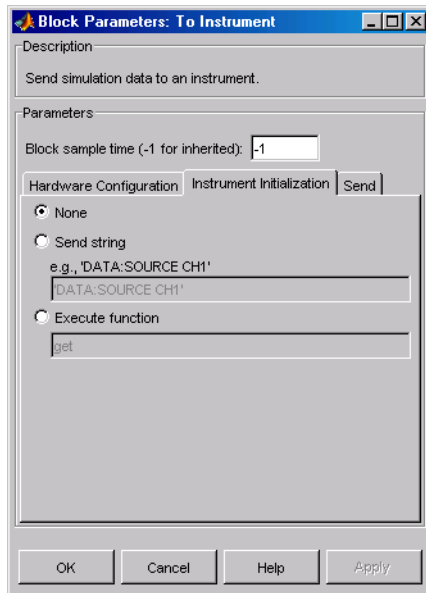 Block Parameters: To Instrument
Description
Send simulation data to an instrument.
Parameters
Block sample time (-1 for inherited): -1
Hardware Configuration Instrument Initialization Send
None
Send string
e.g., 'DATA:SOURCE CH1'
'DATA:SOURCE CH1'
Execute function
get
OK Cancel Help Apply